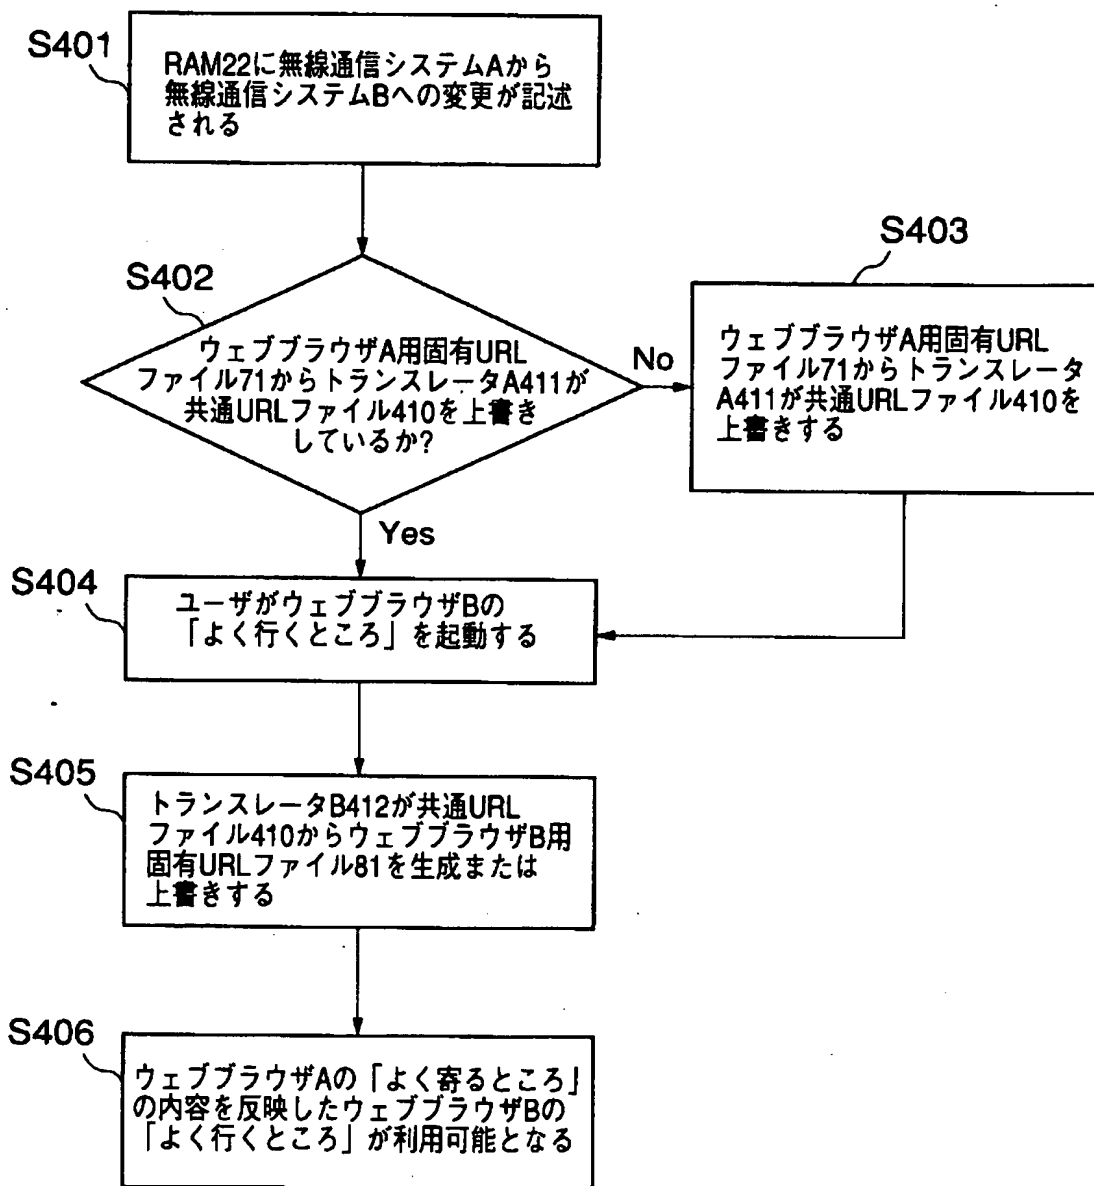 S401
RAM22に無線通信システムAから
無線通信システムBへの変更が記述
される
S402
ウェブブラウザA用固有URL
ファイル71からトランスレータA411が
共通URLファイル410を上書き
しているか?
No
Yes
S403
ウェブブラウザA用固有URL
ファイル71からトランスレータ
A411が共通URLファイル410を
上書きする
S404
ユーザがウェブブラウザBの
「よく行くところ」を起動する
S405
トランスレータB412が共通URL
ファイル410からウェブブラウザB用
固有URLファイル81を生成または
上書きする
S406
ウェブブラウザAの「よく寄るところ」
の内容を反映したウェブブラウザBの
「よく行くところ」が利用可能となる